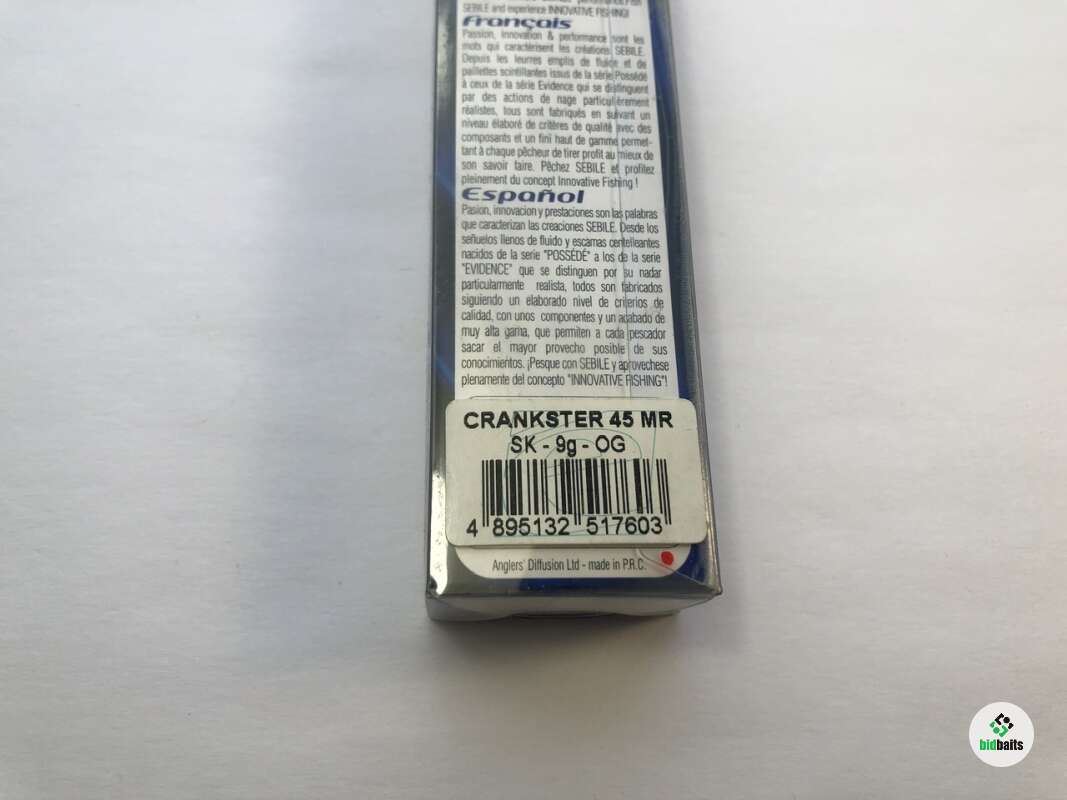 SEBILE and experience INNOVATIVE FISHING!
Français
Passion, innovation & performance sont les
mots qui caractérisent les créations SEBILE.
Depuis les leurres emplis de fluide et de
paillettes scintillantes issus de la série Possédé
à ceux de la série Evidence qui se distinguent
par des actions de nage particulièrement
réalistes, tous sont fabriqués en suivant un
niveau élaboré de critères de qualité avec des
composants et un fini haut de gamme permet-
tant à chaque pêcheur de tirer profit au mieux de
son savoir faire. Pêchez SEBILE et profitez
pleinement du concept Innovative Fishing !
Español
Pasion, innovacion y prestaciones son las palabras
que caracterizan las creaciones SEBILE. Desde los
señuelos llenos de fluido y escamas centelleantes
nacidos de la serie "POSSÉDÉ" a los de la serie
"EVIDENCE" que se distinguen por su nadar
particularmente realista, todos son fabricados
siguiendo un elaborado nivel de criterios de
calidad, con unos componentes y un acabado de
muy alta gama, que permiten a cada pescador
sacar el mayor provecho posible de sus
conocimientos. ¡Pesque con SEBILE y aprovechese
plenamente del concepto "INNOVATIVE FISHING"!
CRANKSTER 45 MR
SK - 9g - OG
4 895132 517603
Anglers' Diffusion Ltd - made in P.R.C.
bidbaits